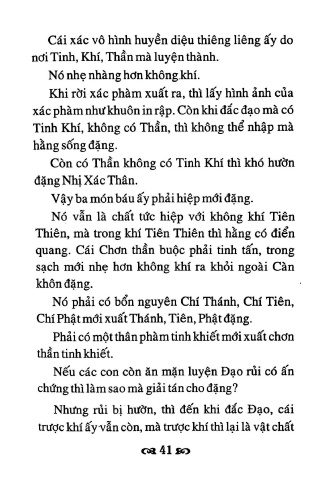 Cái xác vô hình huyền diệu thiêng liêng ấy do
nơi Tinh, Khí, Thần mà luyện thành.
Nó nhẹ nhàng hơn không khí.
Khi rời xác phàm xuất ra, thì lấy hình ảnh của
xác phàm như khuôn in rập. Còn khi đắc đạo mà có
Tinh Khí, không có Thần, thì không thể nhập mà
hằng sống đặng.
Còn có Thần không có Tinh Khí thì khó hườn
đặng Nhị Xác Thân.
Vậy ba món báu ấy phải hiệp mới đặng.
Nó vẫn là chất tức hiệp với không khí Tiên
Thiên, mà trong khí Tiên Thiên thì hằng có điển
quang. Cái Chơn thần buộc phải tinh tấn, trong
sạch mới nhẹ hơn không khí ra khỏi ngoài Càn
khôn đặng.
Nó phải có bổn nguyên Chí Thánh, Chí Tiên,
Chí Phật mới xuất Thánh, Tiên, Phật đặng.
Phải có một thân phàm tinh khiết mới xuất chơn
thần tinh khiết.
Nếu các con còn ăn mặn luyện Đạo rủi có ấn
chứng thì làm sao mà giải tán cho đặng?
Nhưng rủi bị hườn, thì đến khi đắc Đạo, cái
trược khí ấy vẫn còn, mà trược khí thì lại là vật chất
41